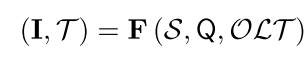 (I, 𝒯) = F (𝒮, Q, 𝒪ℒ𝒯)